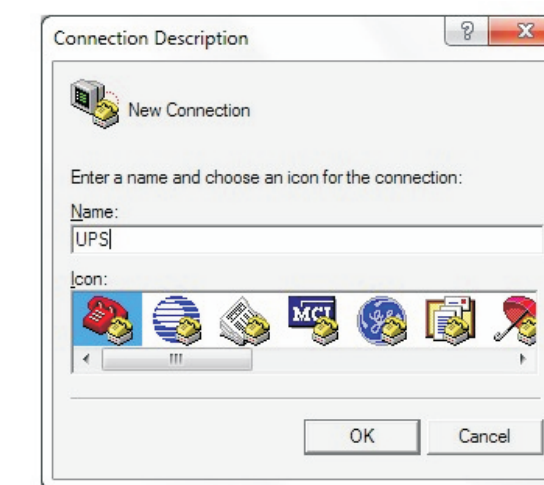 Connection Description
New Connection
Enter a name and choose an icon for the connection:
Name:
UPS
Icon:
MCI
OK
Cancel